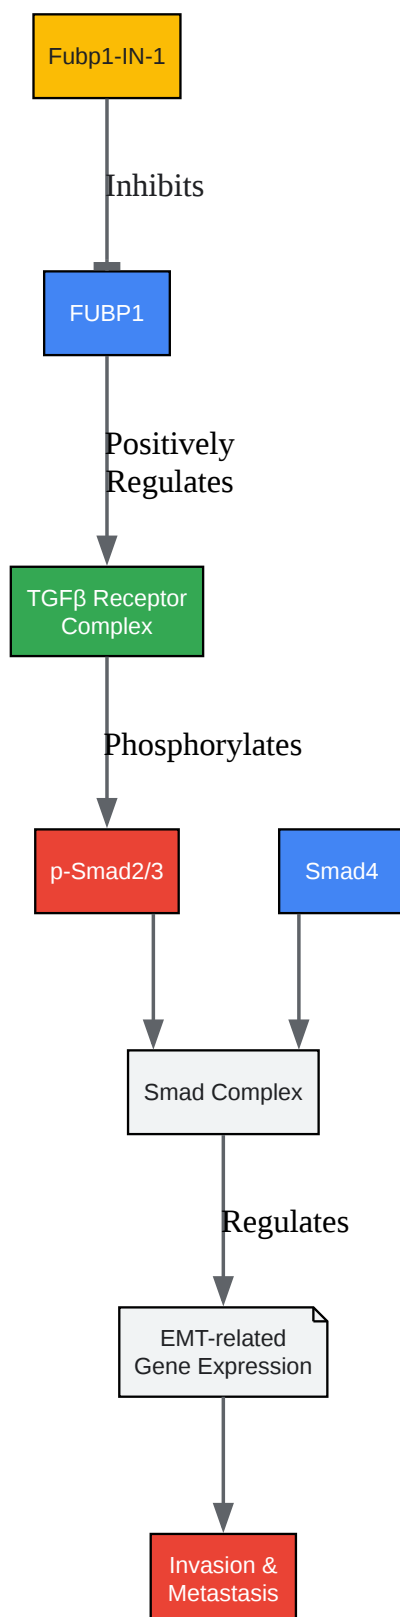 Fubp1-IN-1
Inhibits
FUBP1
Positively
Regulates
TGFβ Receptor
Complex
Phosphorylates
p-Smad2/3
Smad4
Smad Complex
Regulates
EMT-related
Gene Expression
Invasion &
Metastasis